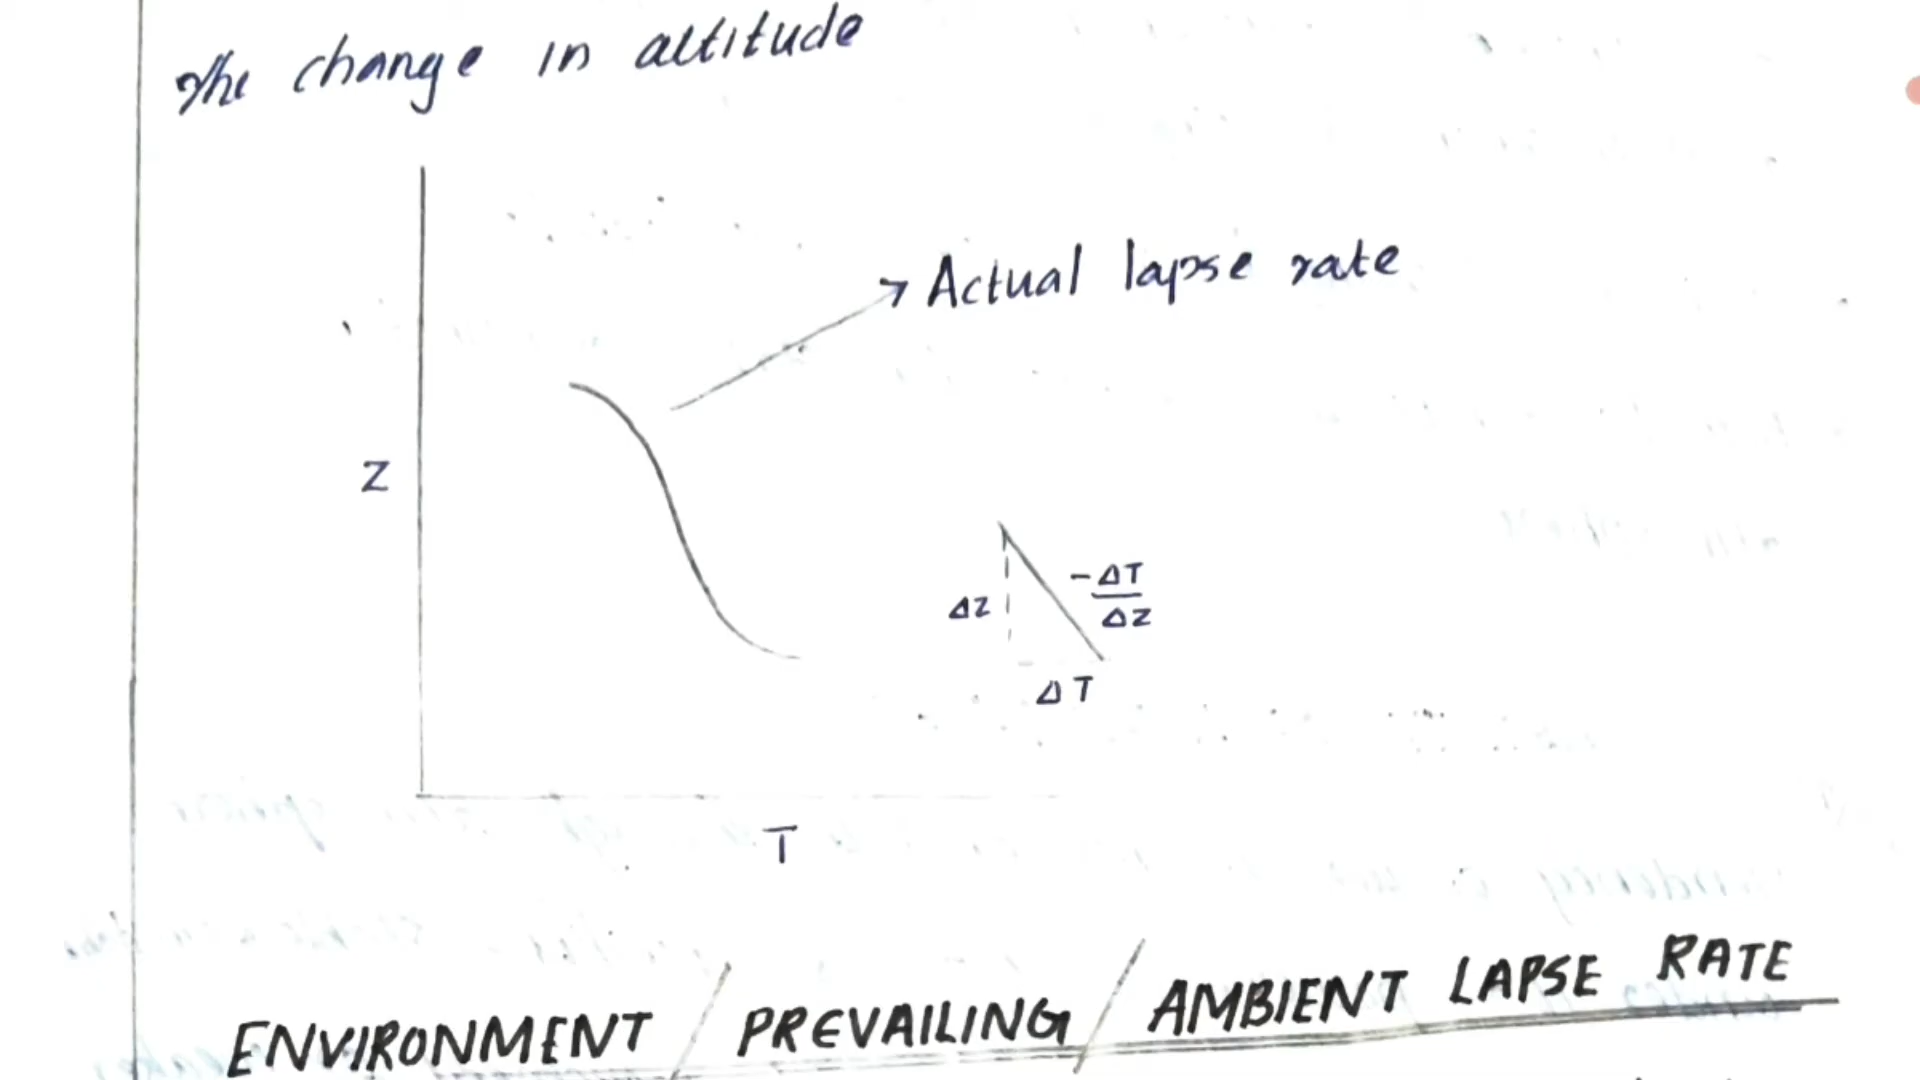 The change in altitude
Actual lapse rate
Z
-ΔT
ΔZ
ΔZ
ΔT
T
ENVIRONMENT / PREVAILING / AMBIENT LAPSE RATE